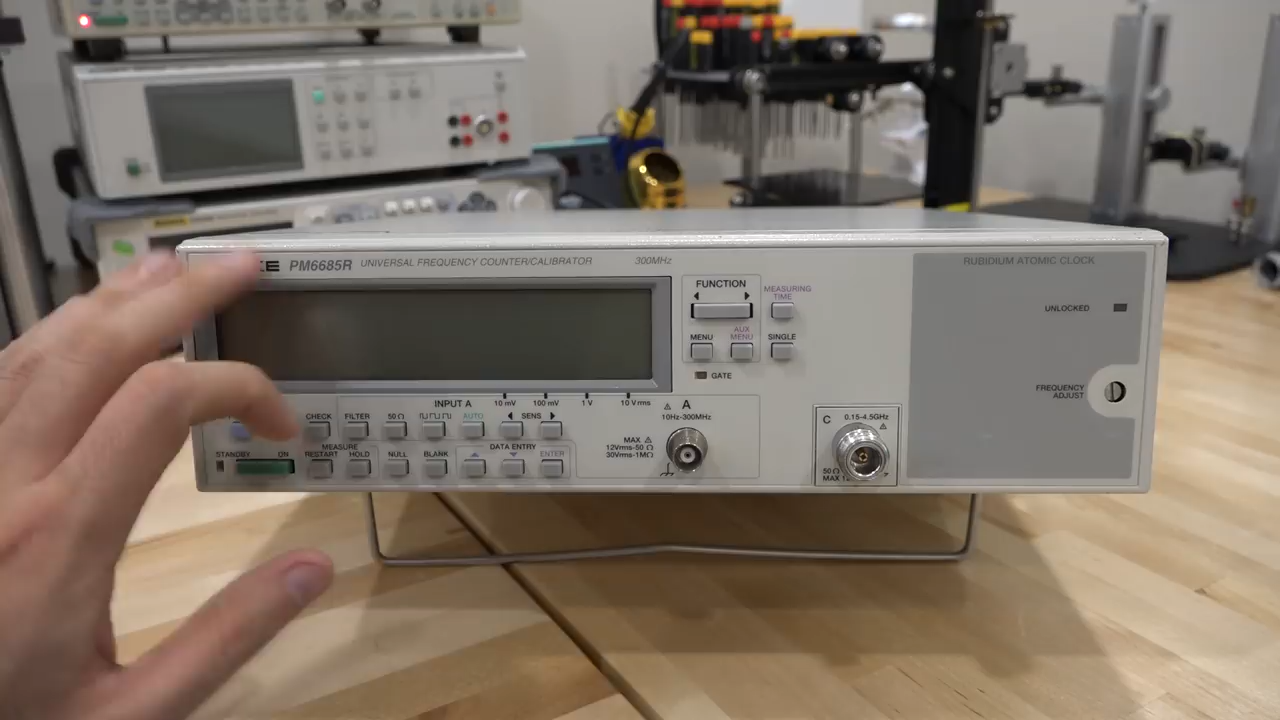 KE PM6685R UNIVERSAL FREQUENCY COUNTER/CALIBRATOR 300MHz
RUBIDIUM ATOMIC CLOCK
FUNCTION
MEASURING
TIME
UNLOCKED
MENU
AUX
MENU
SINGLE
GATE
FREQUENCY
ADJUST
INPUT A
10 mV 100 mV 1 V 10 Vrms
CHECK FILTER 50 Ω AUTO SENS
A
10Hz-300MHz
C 0.15-4.5GHz
MEASURE
DATA ENTRY
STANDBY ON RESTART HOLD NULL BLANK ENTER
MAX
12Vrms-50 Ω
30Vrms-1MΩ
50 Ω
MAX